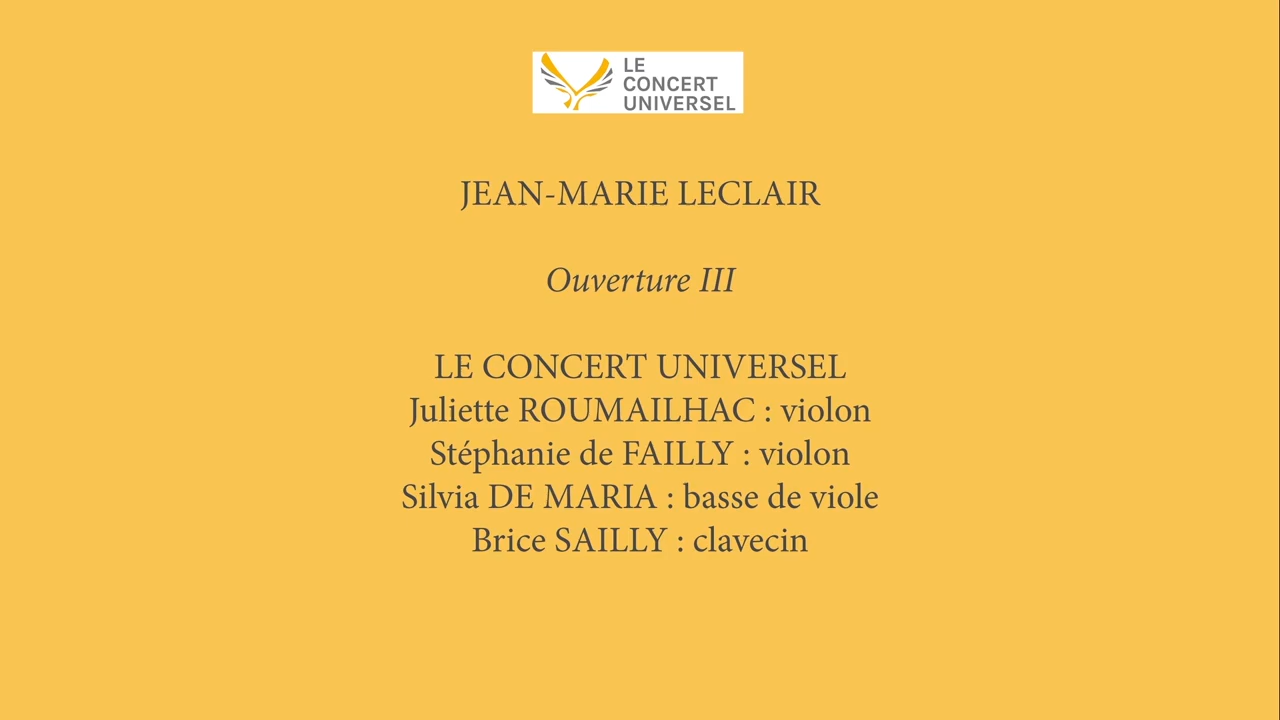 LE
CONCERT
UNIVERSEL
JEAN-MARIE LECLAIR
Ouverture III
LE CONCERT UNIVERSEL
Juliette ROUMAILHAC : violon
Stéphanie de FAILLY : violon
Silvia DE MARIA : basse de viole
Brice SAILLY : clavecin